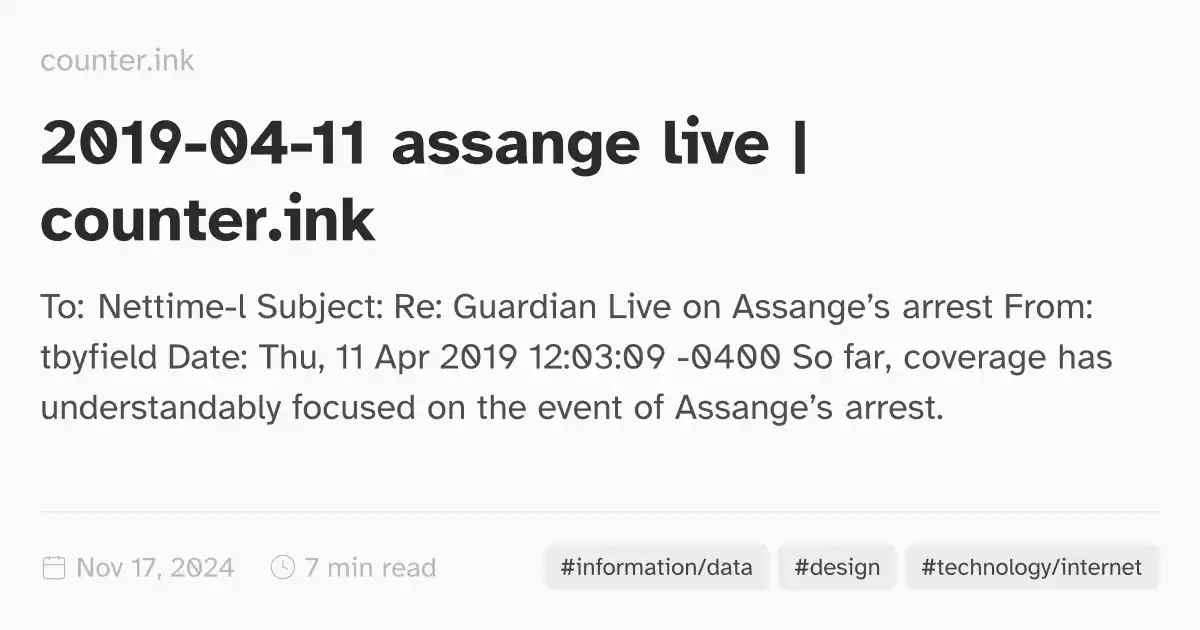 counter.ink
2019-04-11 assange live |
counter.ink
To: Nettime-l Subject: Re: Guardian Live on Assange’s arrest From:
tbyfield Date: Thu, 11 Apr 2019 12:03:09 -0400 So far, coverage has
understandably focused on the event of Assange’s arrest.
Nov 17, 2024 7 min read #information/data #design #technology/internet